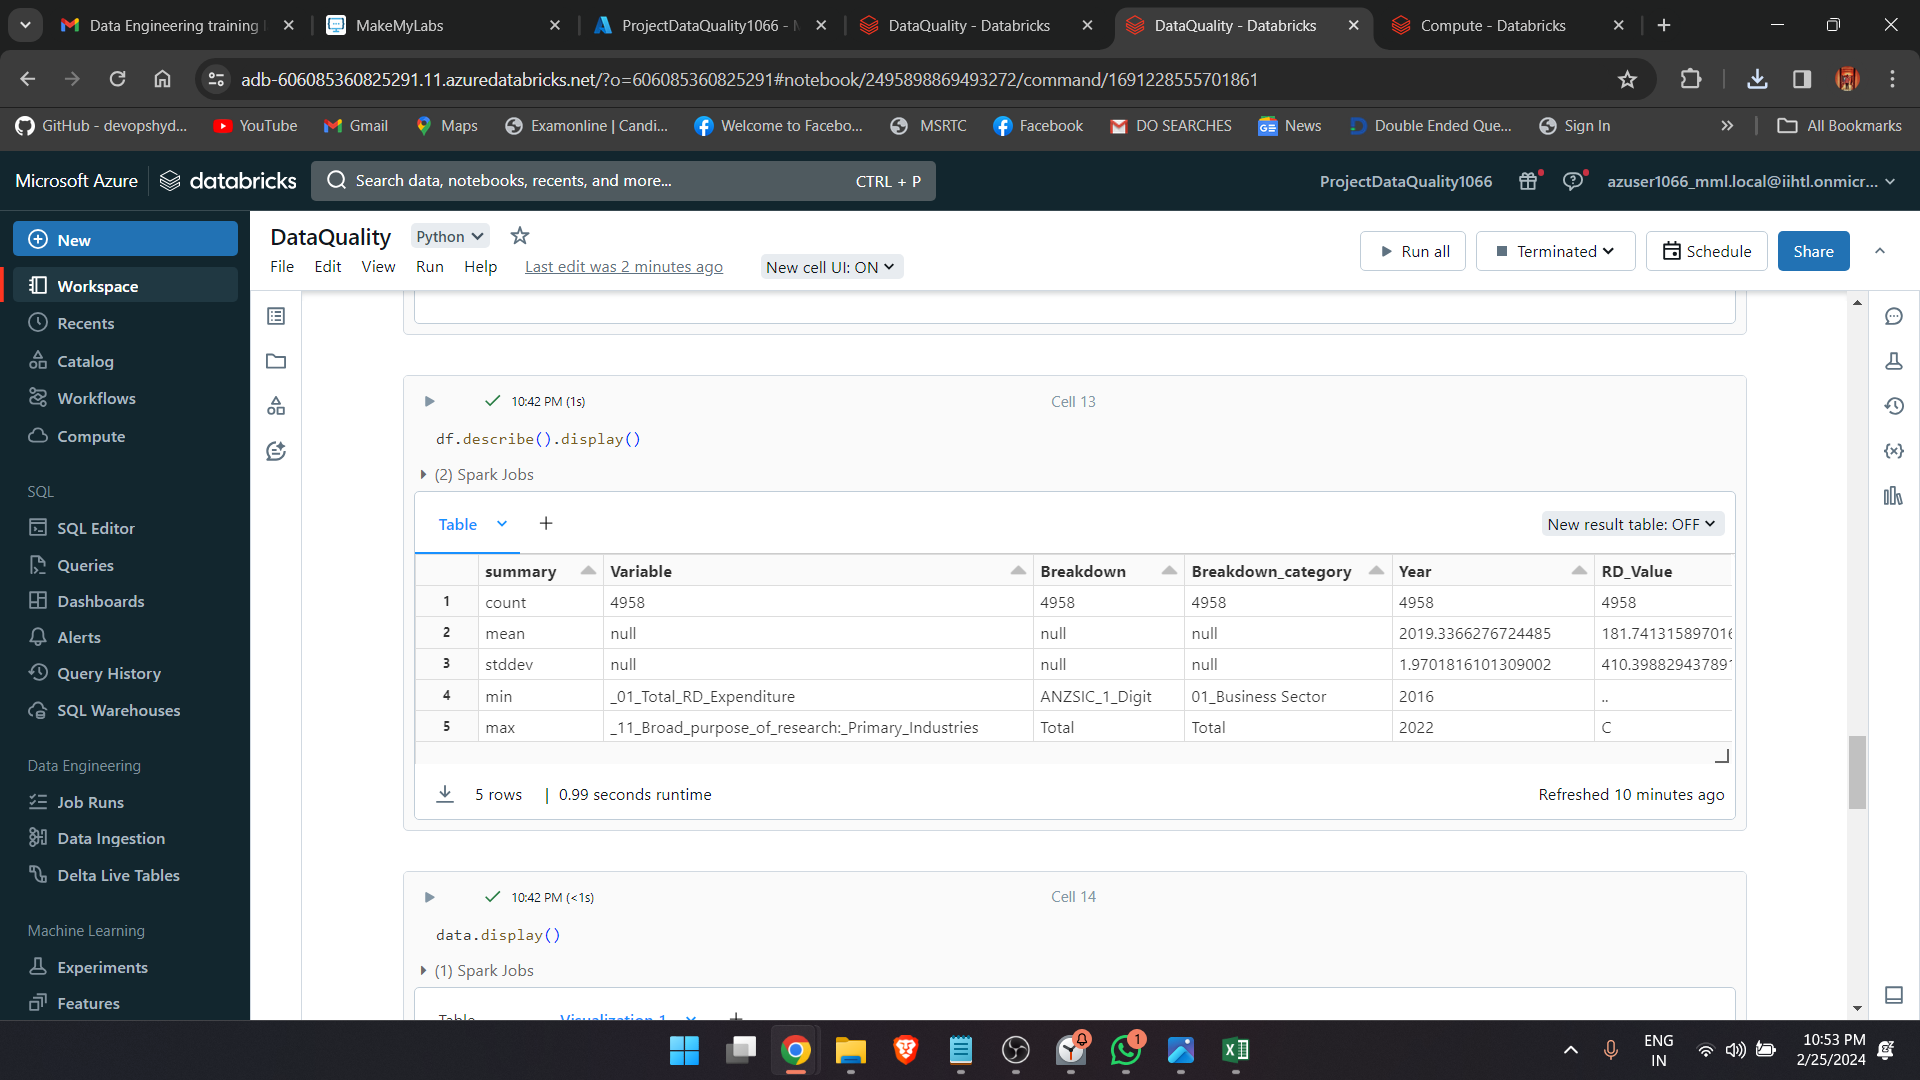 Data Engineering training
MakeMyLabs
ProjectDataQuality1066 -
DataQuality - Databricks
DataQuality - Databricks
Compute - Databricks
adb-606085360825291.11.azuredatabricks.net/?o=606085360825291#notebook/2495898869493272/command/1691228555701861
GitHub - devopshyd...
YouTube
Gmail
Maps
Examonline | Candi...
Welcome to Facebo...
MSRTC
Facebook
DO SEARCHES
News
Double Ended Que...
Sign In
»
All Bookmarks
Microsoft Azure
databricks
Search data, notebooks, recents, and more...
CTRL + P
ProjectDataQuality1066
azuser1066_mml.local@iihtl.onmicr...
New
Workspace
Recents
Catalog
Workflows
Compute
SQL
SQL Editor
Queries
Dashboards
Alerts
Query History
SQL Warehouses
Data Engineering
Job Runs
Data Ingestion
Delta Live Tables
Machine Learning
Experiments
Features
DataQuality
Python
File Edit View Run Help
Last edit was 2 minutes ago
New cell UI: ON
Run all
Terminated
Schedule
Share
10:42 PM (1s)
Cell 13
df.describe().display()
(2) Spark Jobs
Table
+
New result table: OFF
summary Variable Breakdown Breakdown_category Year RD_Value
1 count 4958 4958 4958 4958 4958
2 mean null null null 2019.3366276724485 181.74131589701
3 stddev null null null 1.9701816101309002 410.39882943789
4 min _01_Total_RD_Expenditure ANZSIC_1_Digit 01_Business Sector 2016 ..
5 max _11_Broad_purpose_of_research:_Primary_Industries Total Total 2022 C
5 rows | 0.99 seconds runtime
Refreshed 10 minutes ago
10:42 PM (<1s)
Cell 14
data.display()
(1) Spark Jobs
Table
Visualization 1
+
1
ENG
IN
10:53 PM
2/25/2024